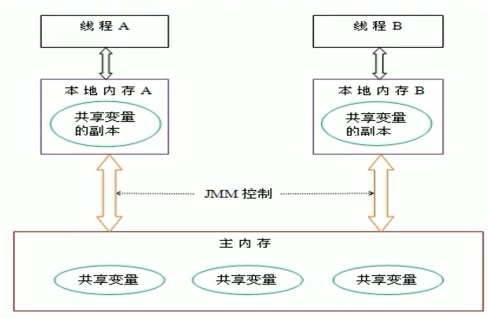 线程 A
线程 B
本地内存 A
本地内存 B
共享变量
的副本
共享变量
的副本
JMM 控制
主内存
共享变量
共享变量
共享变量